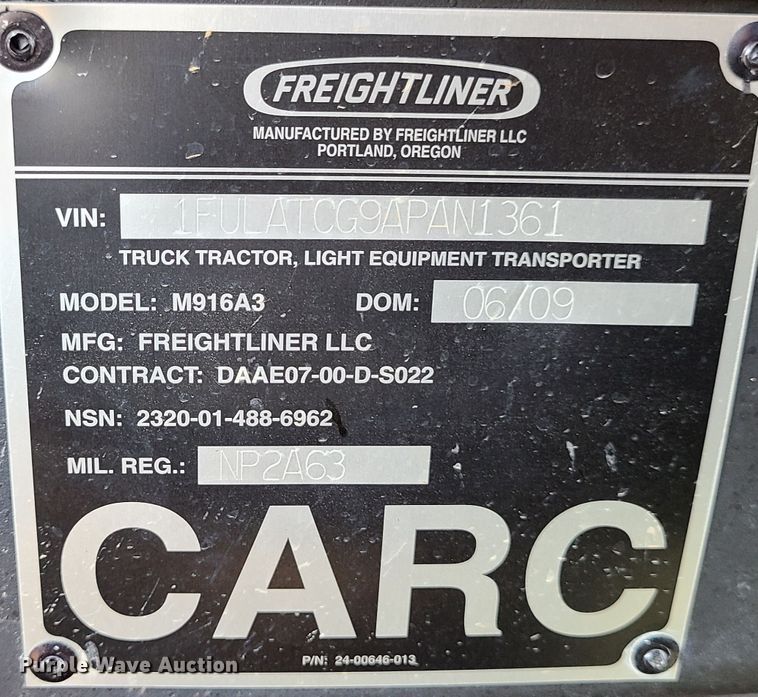 FREIGHTLINER
MANUFACTURED BY FREIGHTLINER LLC
PORTLAND, OREGON
VIN: 1FULATCG9APAN1361
TRUCK TRACTOR, LIGHT EQUIPMENT TRANSPORTER
MODEL: M916A3 DOM: 06/09
MFG: FREIGHTLINER LLC
CONTRACT: DAAE07-00-D-S022
NSN: 2320-01-488-6962
MIL. REG.: NP2A63
CARC
P/N: 24-00646-013
Purple Wave Auction